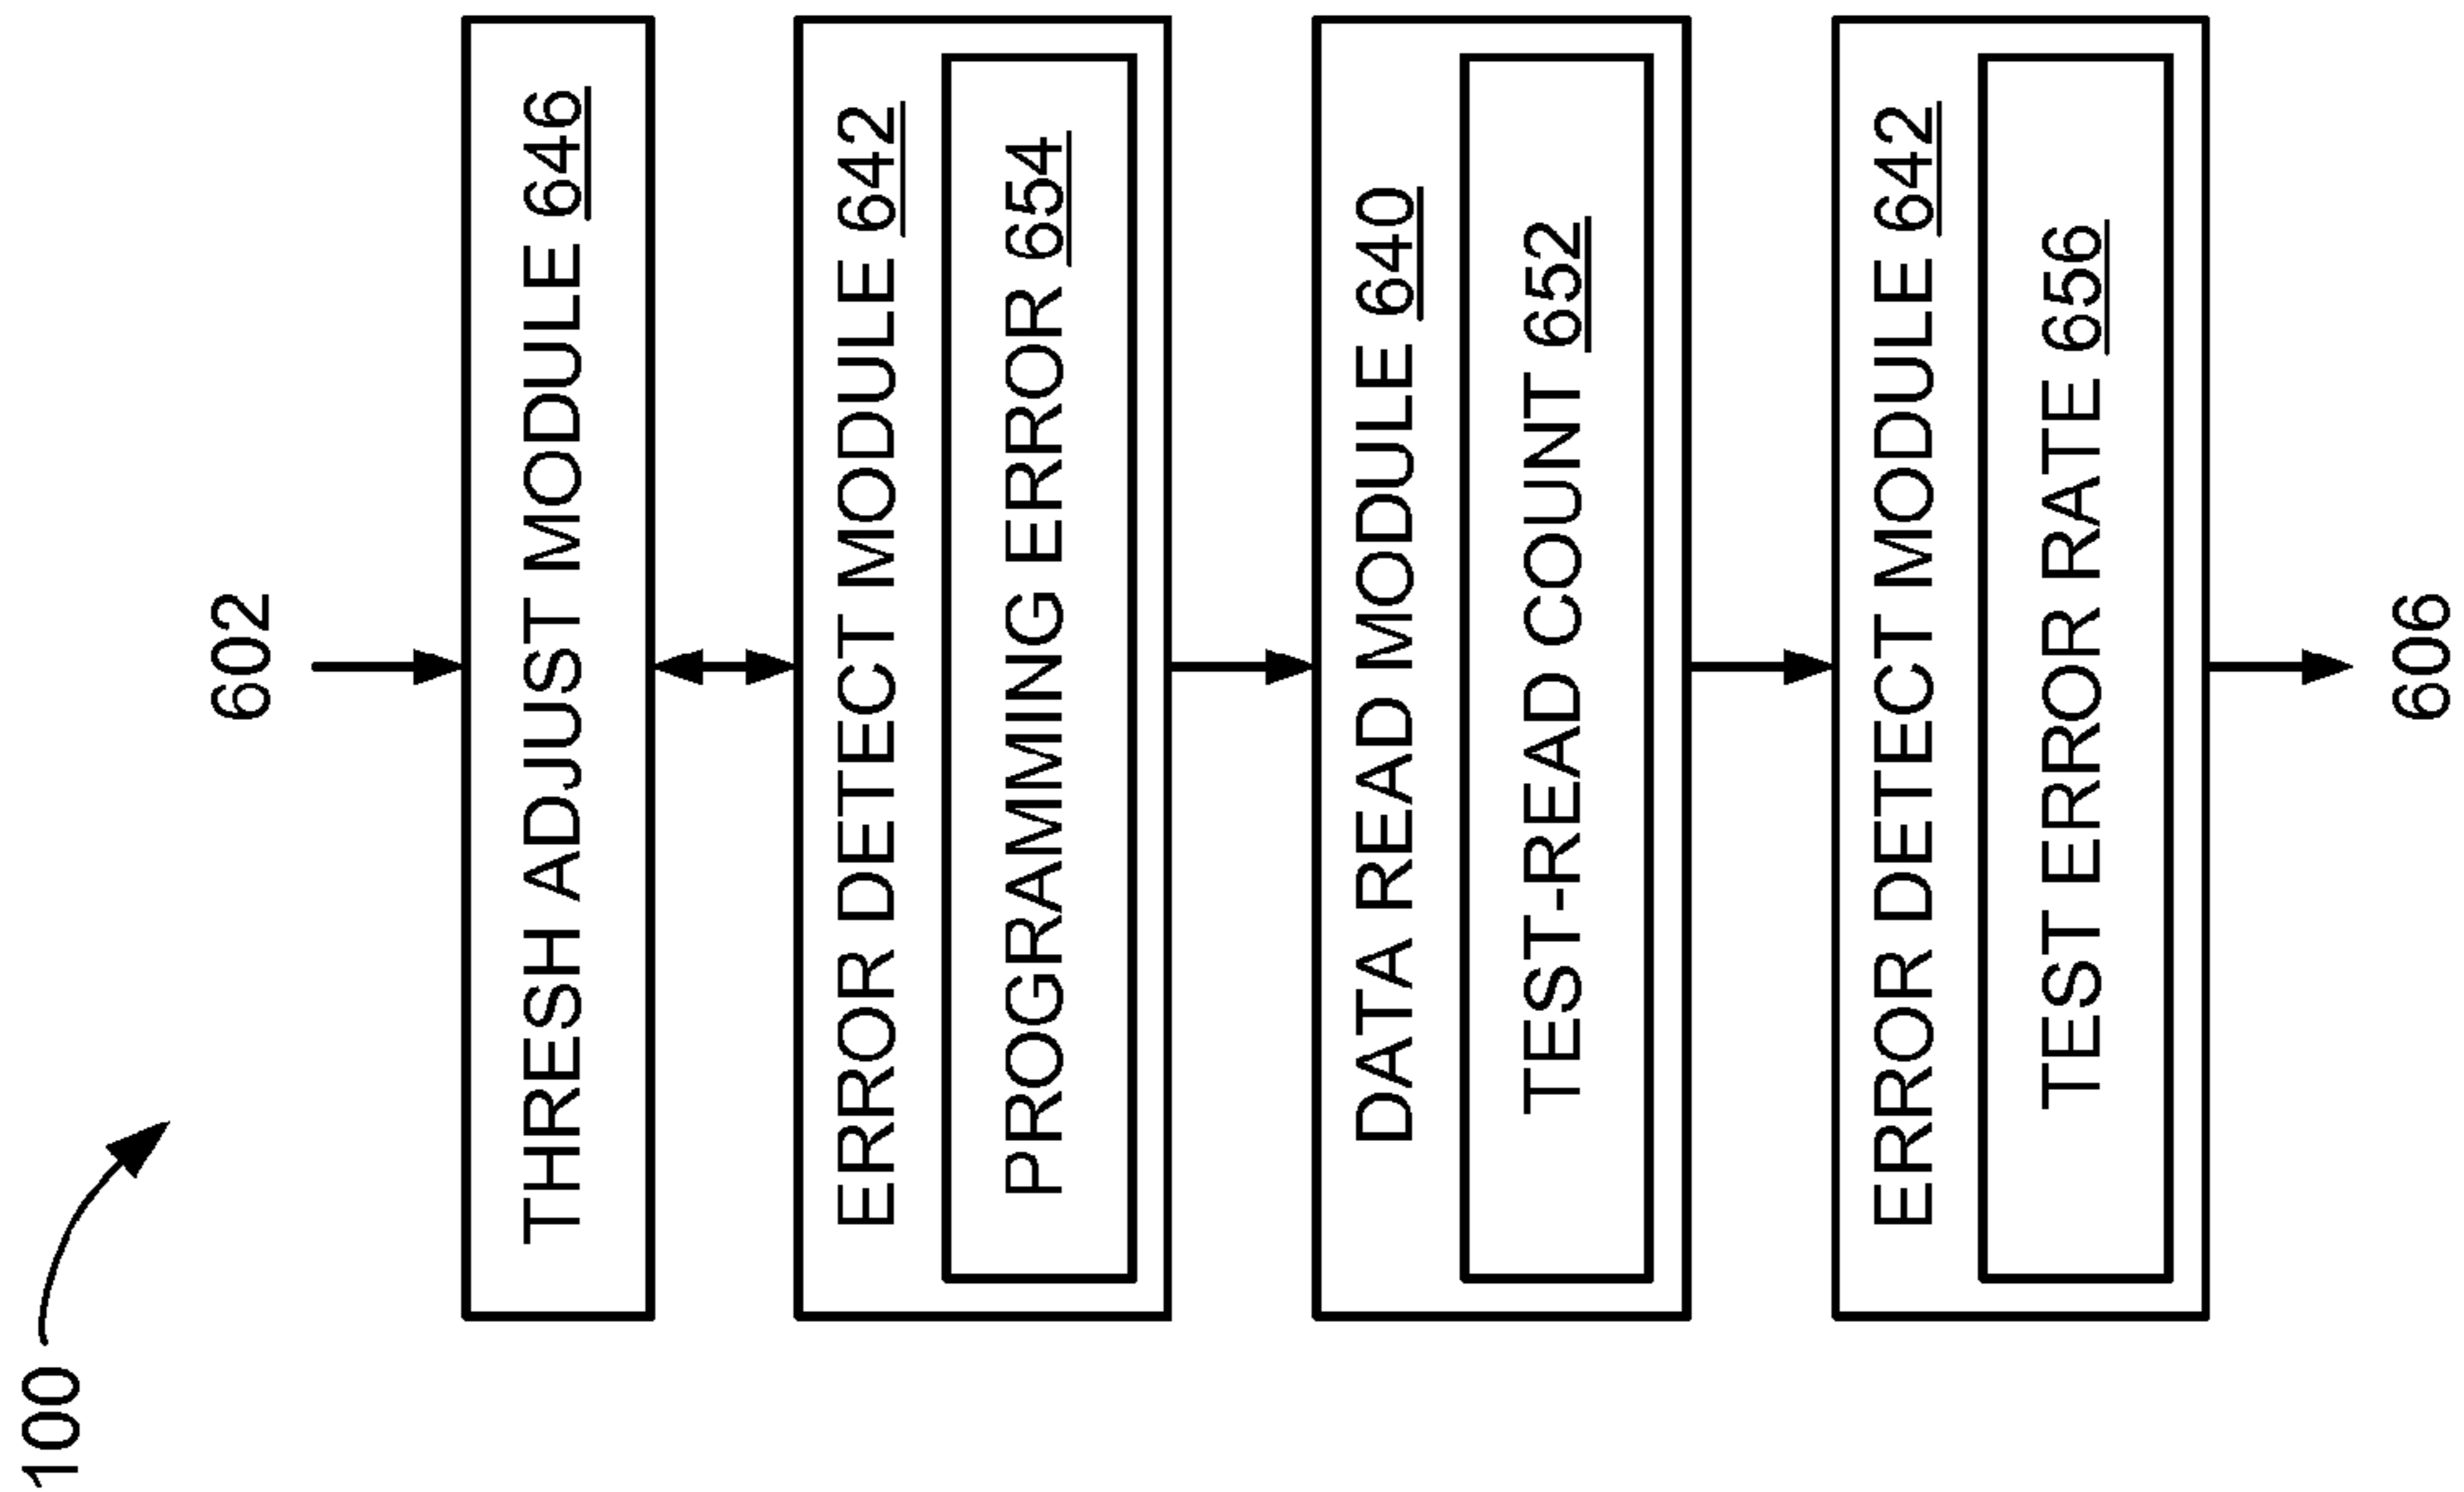 100
602
THRESH ADJUST MODULE 646
ERROR DETECT MODULE 642
PROGRAMMING ERROR 654
DATA READ MODULE 640
TEST-READ COUNT 652
ERROR DETECT MODULE 642
TEST ERROR RATE 656
606